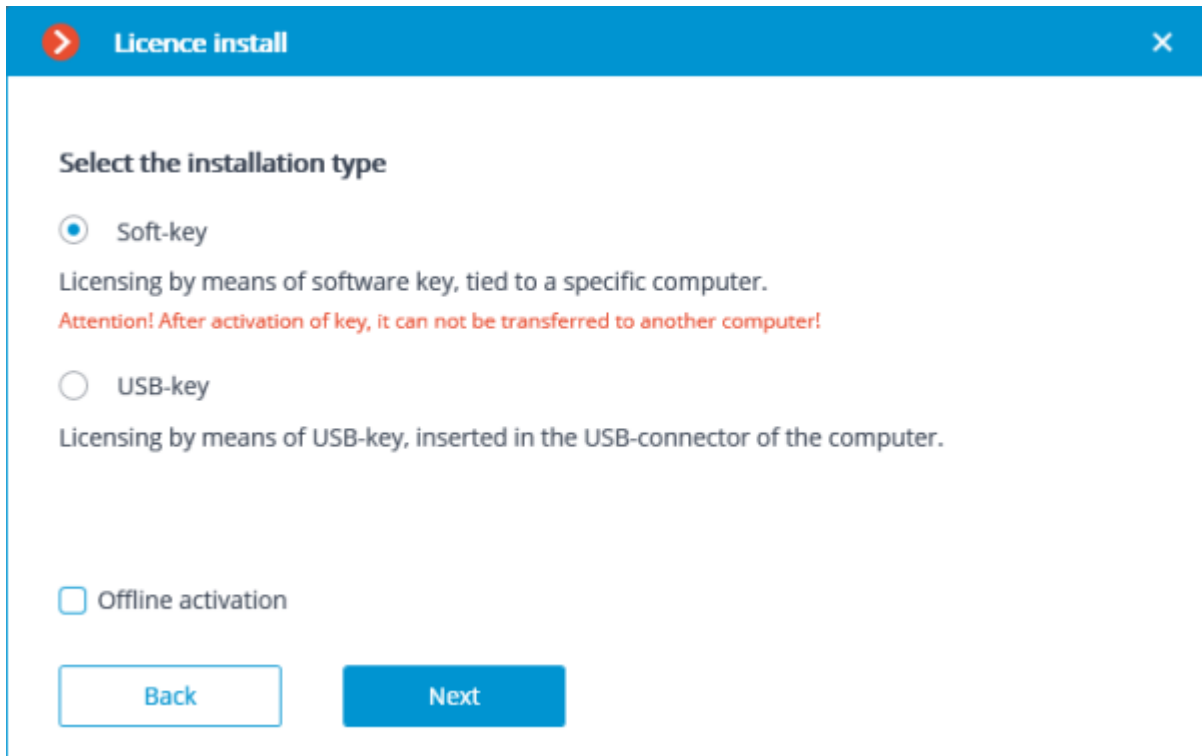 Licence install
Select the installation type
Soft-key
Licensing by means of software key, tied to a specific computer.
Attention! After activation of key, it can not be transferred to another computer!
USB-key
Licensing by means of USB-key, inserted in the USB-connector of the computer.
Offline activation
Back
Next